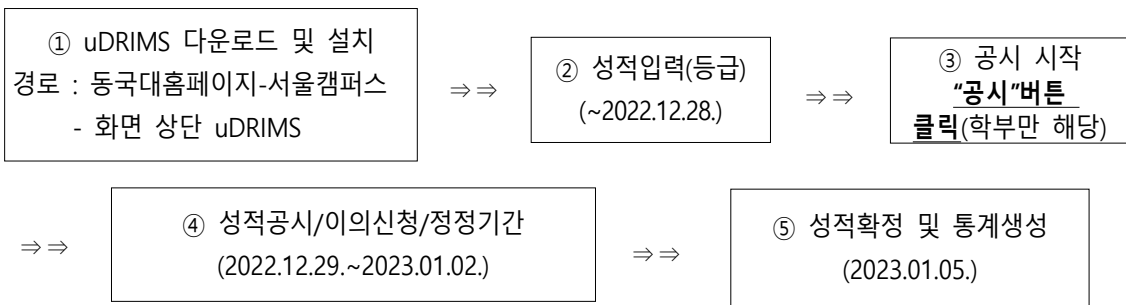 ① uDRIMS 다운로드 및 설치
경로 : 동국대홈페이지-서울캠퍼스
- 화면 상단 uDRIMS
⇒⇒
② 성적입력(등급)
(~2022.12.28.)
⇒⇒
③ 공시 시작
“공시”버튼
클릭(학부만 해당)
⇒⇒
④ 성적공시/이의신청/정정기간
(2022.12.29.~2023.01.02.)
⇒⇒
⑤ 성적확정 및 통계생성
(2023.01.05.)